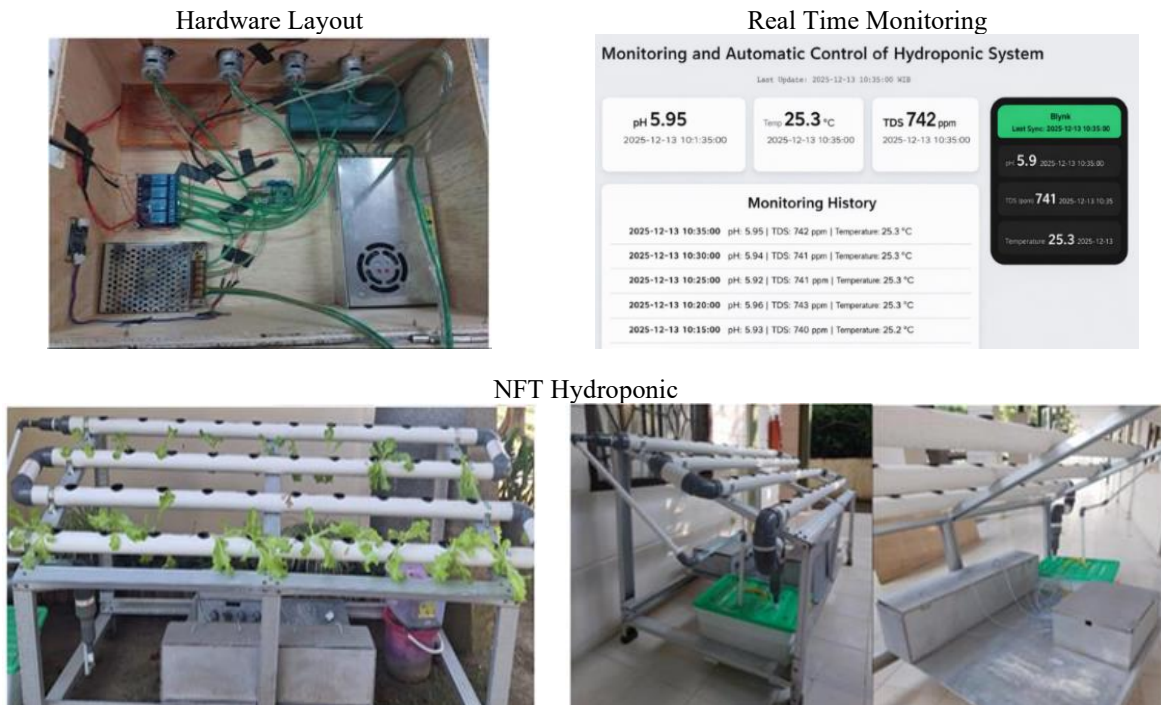 Hardware Layout
Real Time Monitoring
Monitoring and Automatic Control of Hydroponic System
Last Update: 2025-12-13 10:35:00 WIB
pH 5.95
2025-12-13 10:1:35:00
Temp 25.3 °C
2025-12-13 10:35:00
TDS 742 ppm
2025-12-13 10:35:00
Blynk
Last Sync: 2025-12-13 10:35:00
pH 5.9 2025-12-13 10:35:00
TDS (ppm) 741 2025-12-13 10:35
Temperature 25.3 2025-12-13
Monitoring History
2025-12-13 10:35:00 pH: 5.95 | TDS: 742 ppm | Temperature: 25.3 °C
2025-12-13 10:30:00 pH: 5.94 | TDS: 741 ppm | Temperature: 25.3 °C
2025-12-13 10:25:00 pH: 5.92 | TDS: 741 ppm | Temperature: 25.3 °C
2025-12-13 10:20:00 pH: 5.96 | TDS: 743 ppm | Temperature: 25.3 °C
2025-12-13 10:15:00 pH: 5.93 | TDS: 740 ppm | Temperature: 25.2 °C
NFT Hydroponic